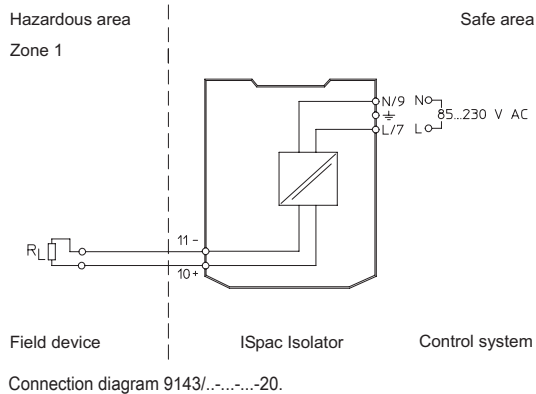 Hazardous area
Safe area
Zone 1
N/9 N
85...230 V AC
L/7 L
11 -
RL
10 +
Field device
ISpac Isolator
Control system
Connection diagram 9143/..-...-...-20.